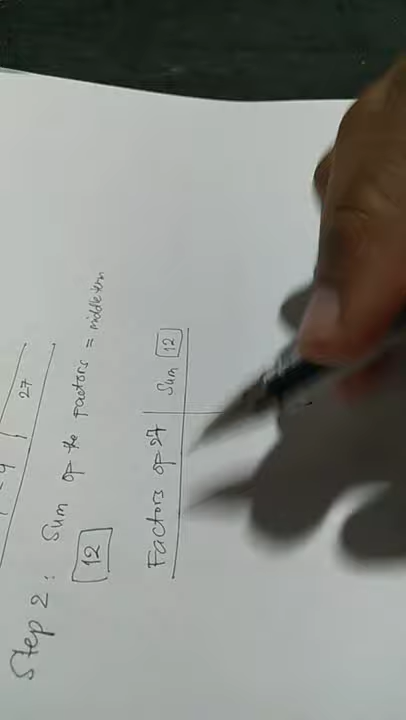 27
Step 2: Sum of the Factors = middle term
12
Factors of 27 Sum 12